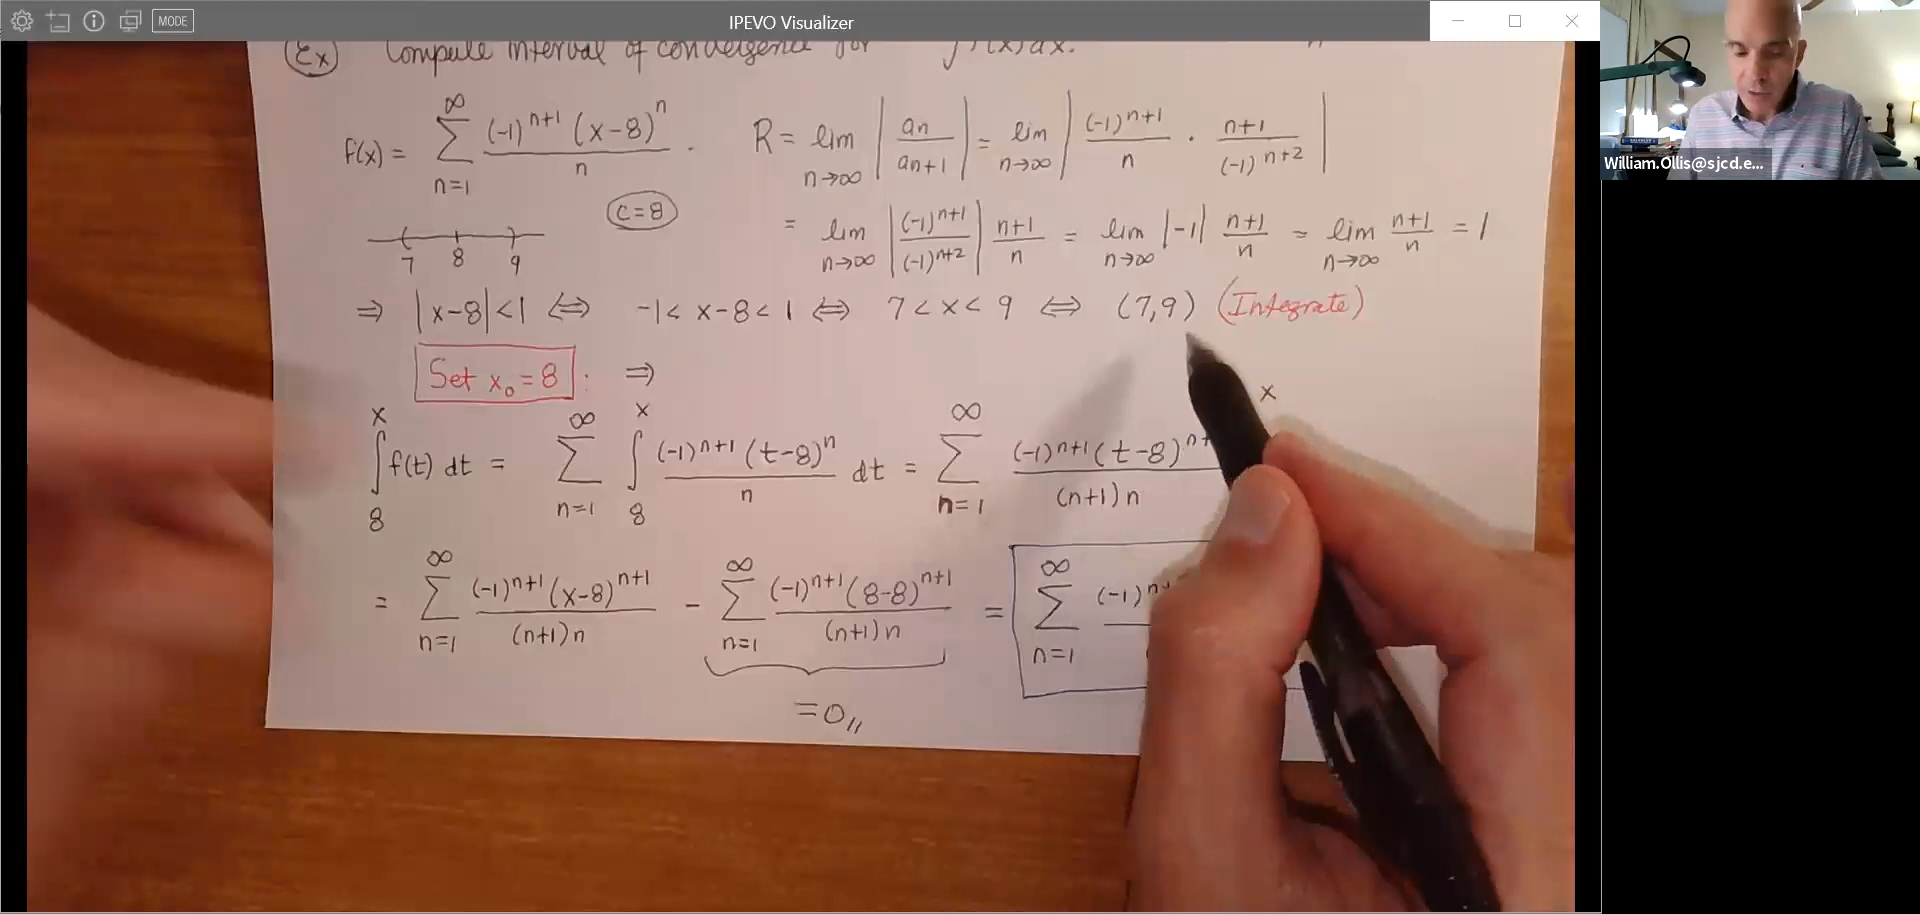 MODE
IPEVO Visualizer
William.Ollis@sjcd.e...
Ex Compute interval of convergence for ∫f(x)dx.
f(x) = ∑_{n=1}^{∞} (-1)^{n+1} (x-8)^n / n . R = lim_{n→∞} |an / an+1| = lim_{n→∞} | (-1)^{n+1} / n · n+1 / (-1)^{n+2} |
c=8
7 8 9
= lim_{n→∞} | (-1)^{n+1} / (-1)^{n+2} | n+1 / n = lim_{n→∞} |-1| n+1 / n = lim_{n→∞} n+1 / n = 1
⇒ |x-8|<1 ⇔ -1< x-8 < 1 ⇔ 7 < x < 9 ⇔ (7,9) (Integrate)
Set x₀ = 8 . ⇒
∫_8^x f(t) dt = ∑_{n=1}^{∞} ∫_8^x (-1)^{n+1} (t-8)^n / n dt = ∑_{n=1}^{∞} (-1)^{n+1} (t-8)^{n+ / (n+1) n x
= ∑_{n=1}^{∞} (-1)^{n+1} (x-8)^{n+1} / (n+1) n - ∑_{n=1}^{∞} (-1)^{n+1} (8-8)^{n+1} / (n+1) n = ∑_{n=1}^{∞} (-1)^{n+
=0,,